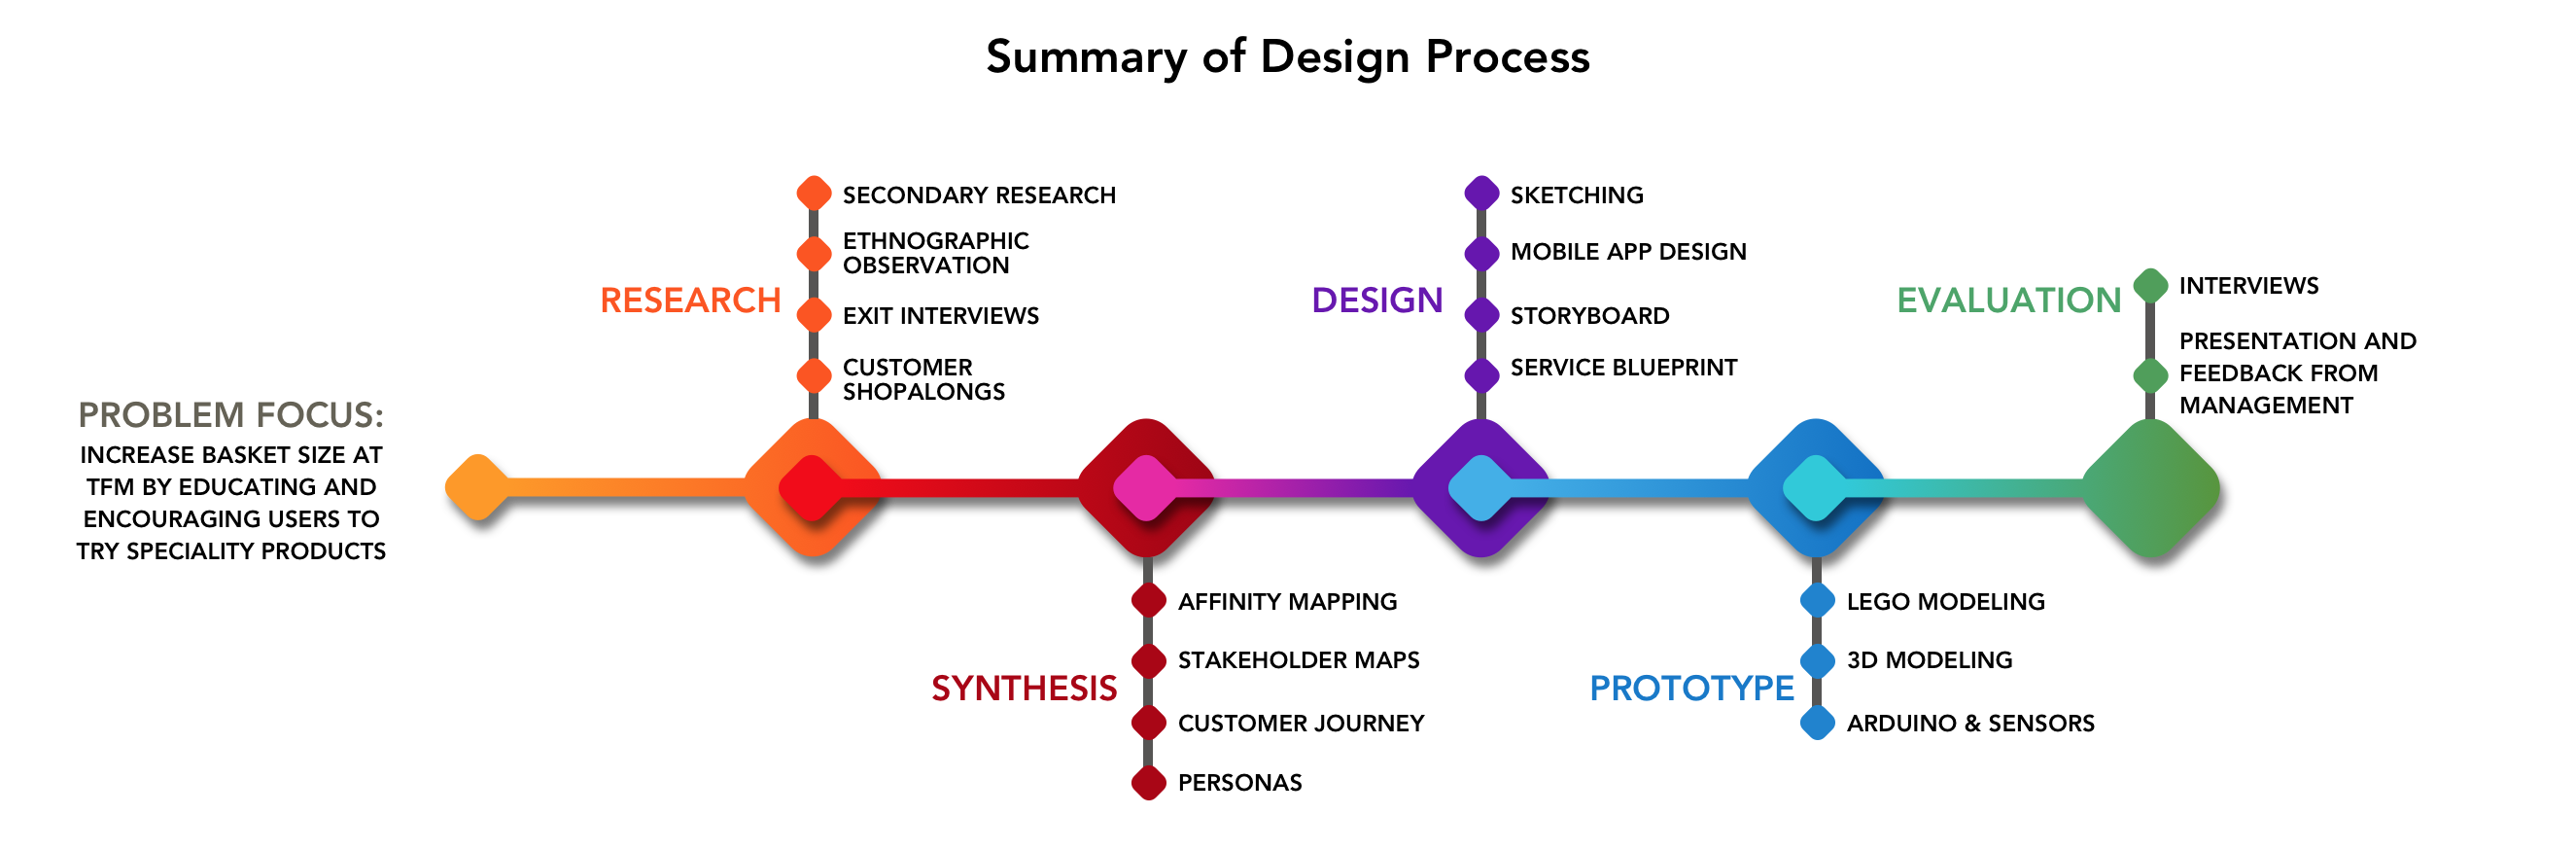 Summary of Design Process
PROBLEM FOCUS:
INCREASE BASKET SIZE AT
TFM BY EDUCATING AND
ENCOURAGING USERS TO
TRY SPECIALITY PRODUCTS
RESEARCH
SECONDARY RESEARCH
ETHNOGRAPHIC
OBSERVATION
EXIT INTERVIEWS
CUSTOMER
SHOPALONGS
SYNTHESIS
AFFINITY MAPPING
STAKEHOLDER MAPS
CUSTOMER JOURNEY
PERSONAS
DESIGN
SKETCHING
MOBILE APP DESIGN
STORYBOARD
SERVICE BLUEPRINT
PROTOTYPE
LEGO MODELING
3D MODELING
ARDUINO & SENSORS
EVALUATION
INTERVIEWS
PRESENTATION AND
FEEDBACK FROM
MANAGEMENT